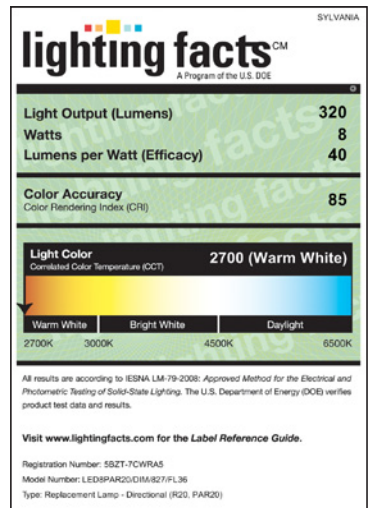 SYLVANIA
lighting facts CM
A Program of the U.S. DOE
Light Output (Lumens) 320
Watts 8
Lumens per Watt (Efficacy) 40
Color Accuracy 85
Color Rendering Index (CRI)
Light Color 2700 (Warm White)
Correlated Color Temperature (CCT)
Warm White Bright White Daylight
2700K 3000K 4500K 6500K
All results are according to IESNA LM-79-2008: Approved Method for the Electrical and
Photometric Testing of Solid-State Lighting. The U.S. Department of Energy (DOE) verifies
product test data and results.
Visit www.lightingfacts.com for the Label Reference Guide.
Registration Number: 5BZT-7CWRA5
Model Number: LED8PAR20/DIM/827/FL36
Type: Replacement Lamp - Directional (R20, PAR20)